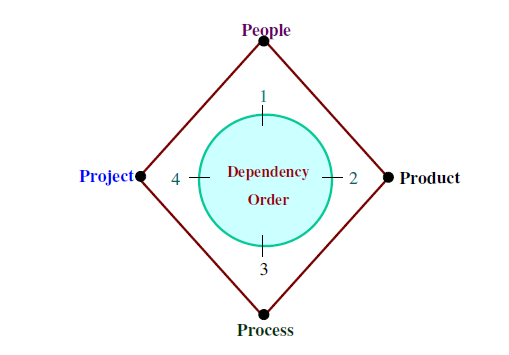 People
1
Project
4
Dependency
Order
2
Product
3
Process